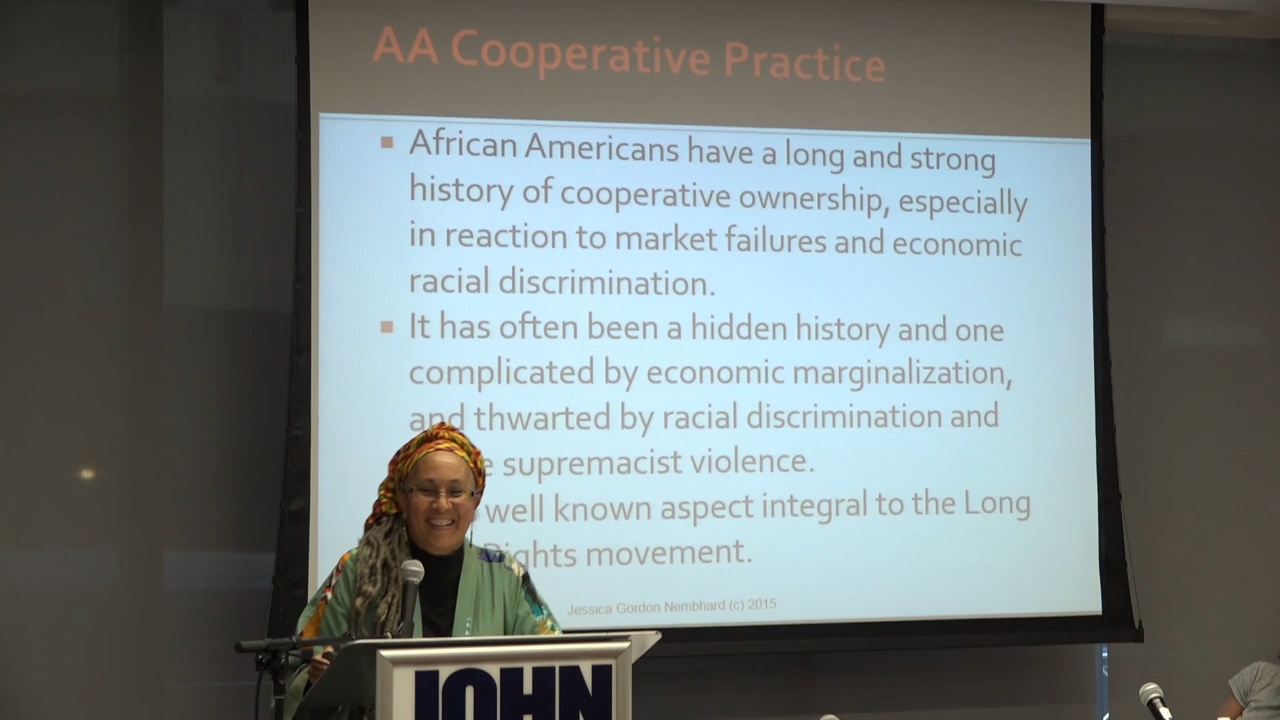 AA Cooperative Practice
African Americans have a long and strong
history of cooperative ownership, especially
in reaction to market failures and economic
racial discrimination.
It has often been a hidden history and one
complicated by economic marginalization,
and thwarted by racial discrimination and
supremacist violence.
well known aspect integral to the Long
Rights movement.
Jessica Gordon Nembhard (c) 2015
JOHN